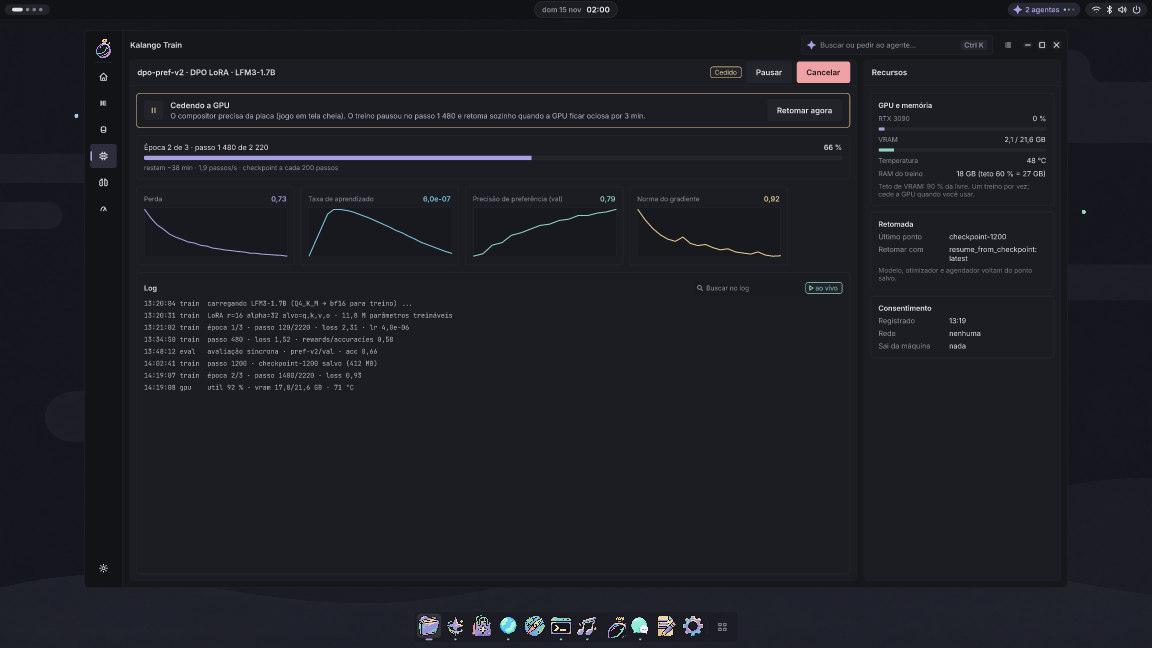 dom 15 nov 02:00
2 agentes
Kalango Train
Buscar ou pedir ao agente...
Ctrl K
dpo-pref-v2 · DPO LoRA · LFM3-1.7B
Cedido
Pausar
Cancelar
Cedendo a GPU
O compositor precisa da placa (jogo em tela cheia). O treino pausou no passo 1 480 e retoma sozinho quando a GPU ficar ociosa por 3 min.
Retomar agora
Época 2 de 3 · passo 1 480 de 2 220
66 %
restam ~38 min · 1,9 passos/s · checkpoint a cada 200 passos
Perda
0,73
Taxa de aprendizado
6,0e-07
Precisão de preferência (val)
0,79
Norma do gradiente
0,92
Log
Buscar no log
ao vivo
13:20:04 train carregando LFM3-1.7B (Q4_K_M → bf16 para treino) ...
13:20:31 train LoRA r=16 alpha=32 alvo=q,k,v,o · 11,8 M parâmetros treináveis
13:21:02 train época 1/3 · passo 120/2220 · loss 2,31 · lr 4,0e-06
13:34:50 train passo 480 · loss 1,52 · rewards/accuracies 0,58
13:48:12 eval avaliação síncrona · pref-v2/val · acc 0,66
14:02:41 train passo 1200 · checkpoint-1200 salvo (412 MB)
14:19:07 train época 2/3 · passo 1480/2220 · loss 0,93
14:19:08 gpu util 92 % · vram 17,8/21,6 GB · 71 °C
Recursos
GPU e memória
RTX 3090
0 %
VRAM
2,1 / 21,6 GB
Temperatura
48 °C
RAM do treino
18 GB (teto 60 % = 27 GB)
Teto de VRAM: 80 % da livre. Um treino por vez;
cede a GPU quando você usar.
Retomada
Último ponto
checkpoint-1200
Retomar com
resume_from_checkpoint:
latest
Modelo, otimizador e agendador voltam do ponto
salvo.
Consentimento
Registrado
13:19
Rede
nenhuma
Sai da máquina
nada